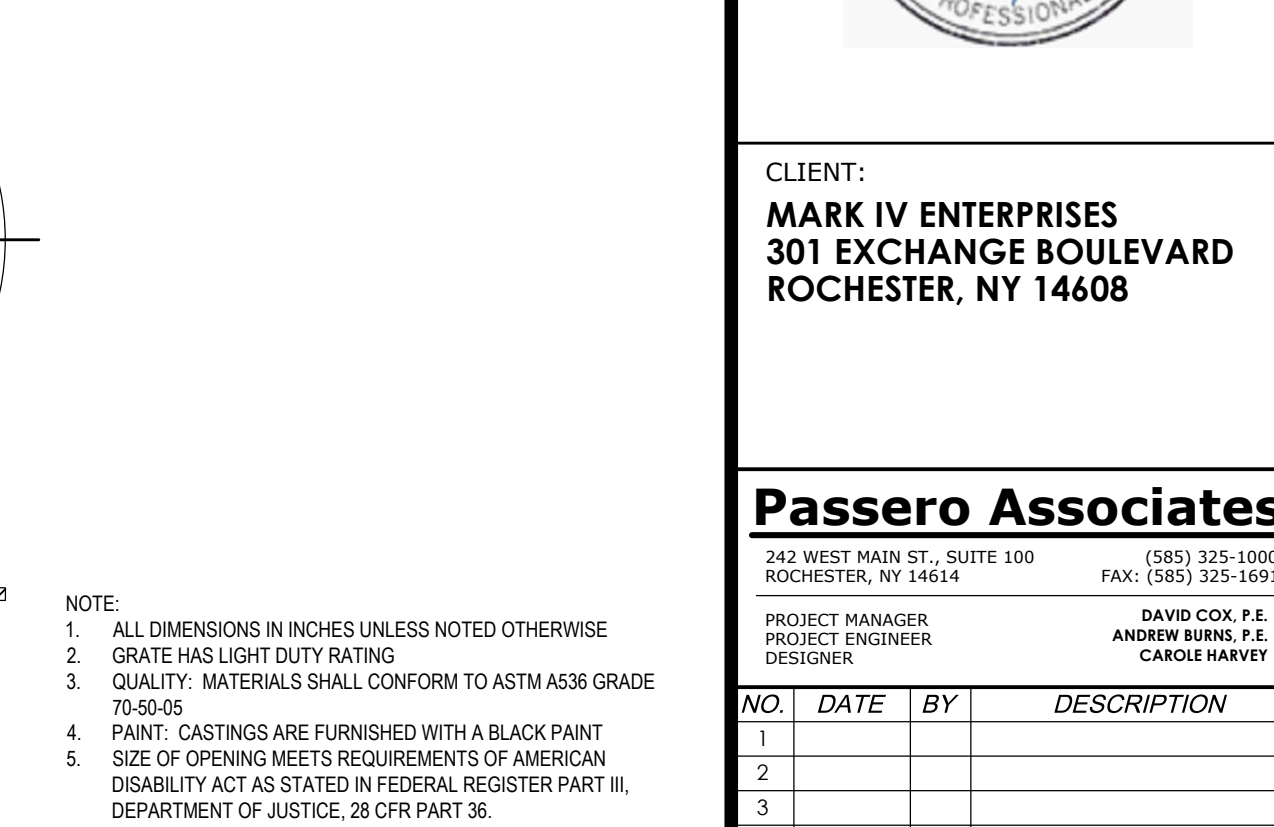 PROFESSIONAL
CLIENT:
MARK IV ENTERPRISES
301 EXCHANGE BOULEVARD
ROCHESTER, NY 14608
Passero Associates
242 WEST MAIN ST., SUITE 100 (585) 325-1000
ROCHESTER, NY 14614 FAX: (585) 325-1691
PROJECT MANAGER DAVID COX, P.E.
PROJECT ENGINEER ANDREW BURNS, P.E.
DESIGNER CAROLE HARVEY
NO. DATE BY DESCRIPTION
1
2
3
NOTE:
1. ALL DIMENSIONS IN INCHES UNLESS NOTED OTHERWISE
2. GRATE HAS LIGHT DUTY RATING
3. QUALITY: MATERIALS SHALL CONFORM TO ASTM A536 GRADE
70-50-05
4. PAINT: CASTINGS ARE FURNISHED WITH A BLACK PAINT
5. SIZE OF OPENING MEETS REQUIREMENTS OF AMERICAN
DISABILITY ACT AS STATED IN FEDERAL REGISTER PART III,
DEPARTMENT OF JUSTICE, 28 CFR PART 36.